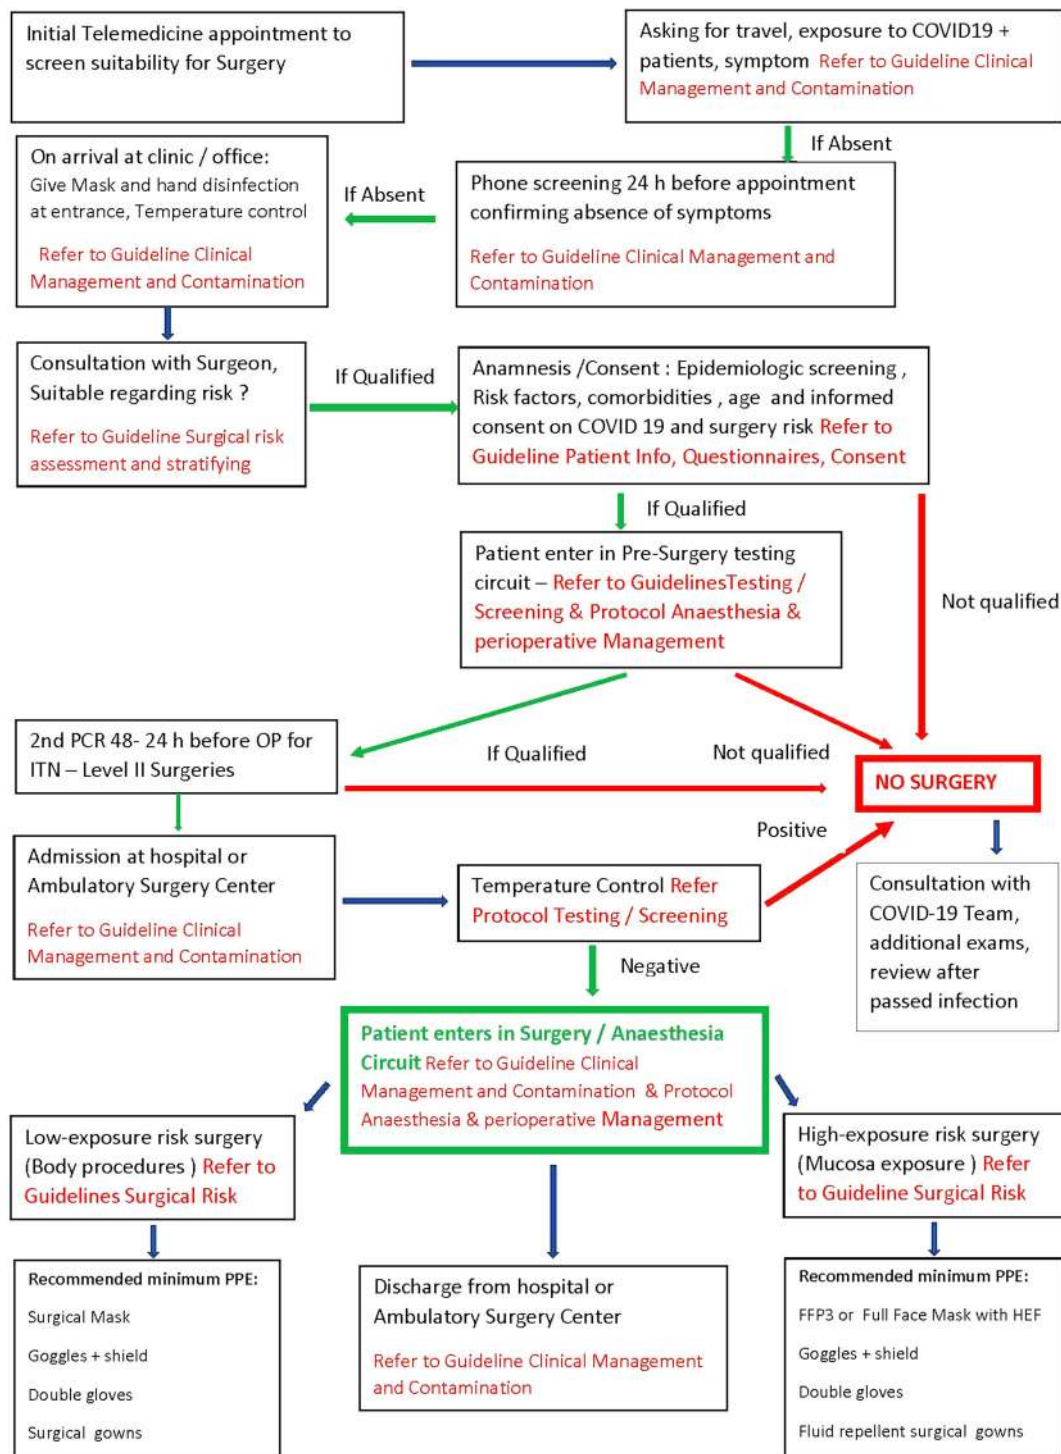 Initial Telemedicine appointment to
screen suitability for Surgery
Asking for travel, exposure to COVID19 +
patients, symptom Refer to Guideline Clinical
Management and Contamination
If Absent
On arrival at clinic / office:
Give Mask and hand disinfection
at entrance, Temperature control
Refer to Guideline Clinical
Management and Contamination
If Absent
Phone screening 24 h before appointment
confirming absence of symptoms
Refer to Guideline Clinical Management and
Contamination
Consultation with Surgeon,
Suitable regarding risk ?
Refer to Guideline Surgical risk
assessment and stratifying
If Qualified
Anamnesis /Consent : Epidemiologic screening ,
Risk factors, comorbidities , age and informed
consent on COVID 19 and surgery risk Refer to
Guideline Patient Info, Questionnaires, Consent
If Qualified
Patient enter in Pre-Surgery testing
circuit – Refer to GuidelinesTesting /
Screening & Protocol Anaesthesia &
perioperative Management
Not qualified
2nd PCR 48- 24 h before OP for
ITN – Level II Surgeries
If Qualified
Not qualified
NO SURGERY
Positive
Admission at hospital or
Ambulatory Surgery Center
Refer to Guideline Clinical
Management and Contamination
Temperature Control Refer
Protocol Testing / Screening
Negative
Consultation with
COVID-19 Team,
additional exams,
review after
passed infection
Patient enters in Surgery / Anaesthesia
Circuit Refer to Guideline Clinical
Management and Contamination & Protocol
Anaesthesia & perioperative Management
Low-exposure risk surgery
(Body procedures ) Refer to
Guidelines Surgical Risk
High-exposure risk surgery
(Mucosa exposure ) Refer
to Guideline Surgical Risk
Recommended minimum PPE:
Surgical Mask
Goggles + shield
Double gloves
Surgical gowns
Discharge from hospital or
Ambulatory Surgery Center
Refer to Guideline Clinical Management
and Contamination
Recommended minimum PPE:
FFP3 or Full Face Mask with HEF
Goggles + shield
Double gloves
Fluid repellent surgical gowns